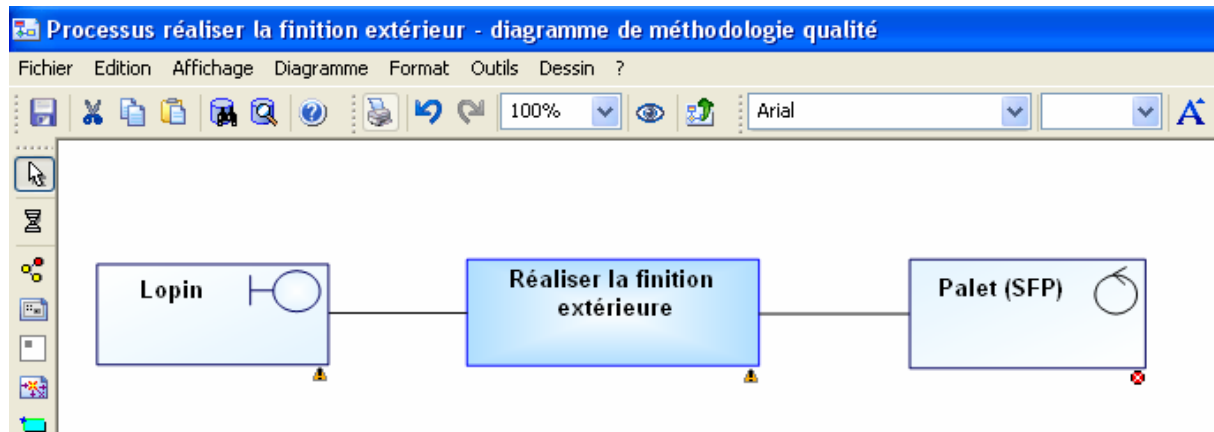 Processus réaliser la finition extérieur - diagramme de méthodologie qualité
Fichier Edition Affichage Diagramme Format Outils Dessin ?
100% Arial A
Lopin
Réaliser la finition
extérieure
Palet (SFP)